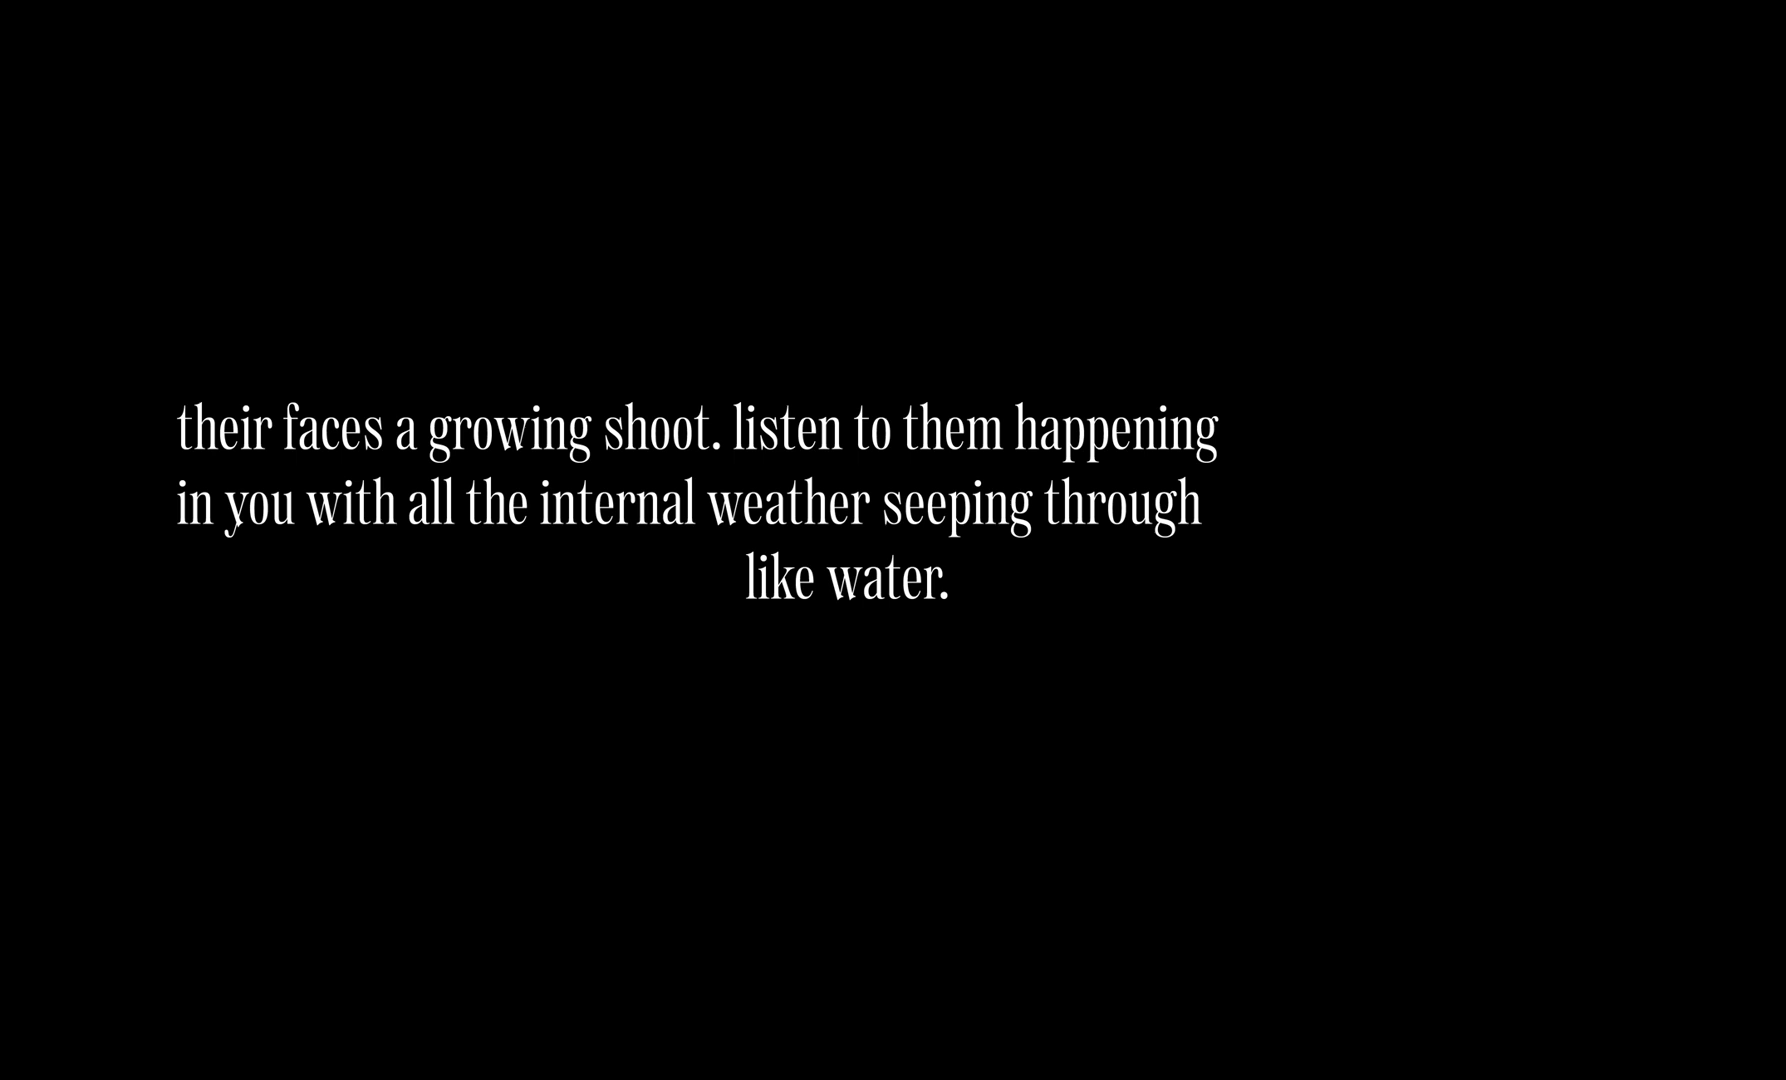 their faces a growing shoot. listen to them happening
in you with all the internal weather seeping through
like water.